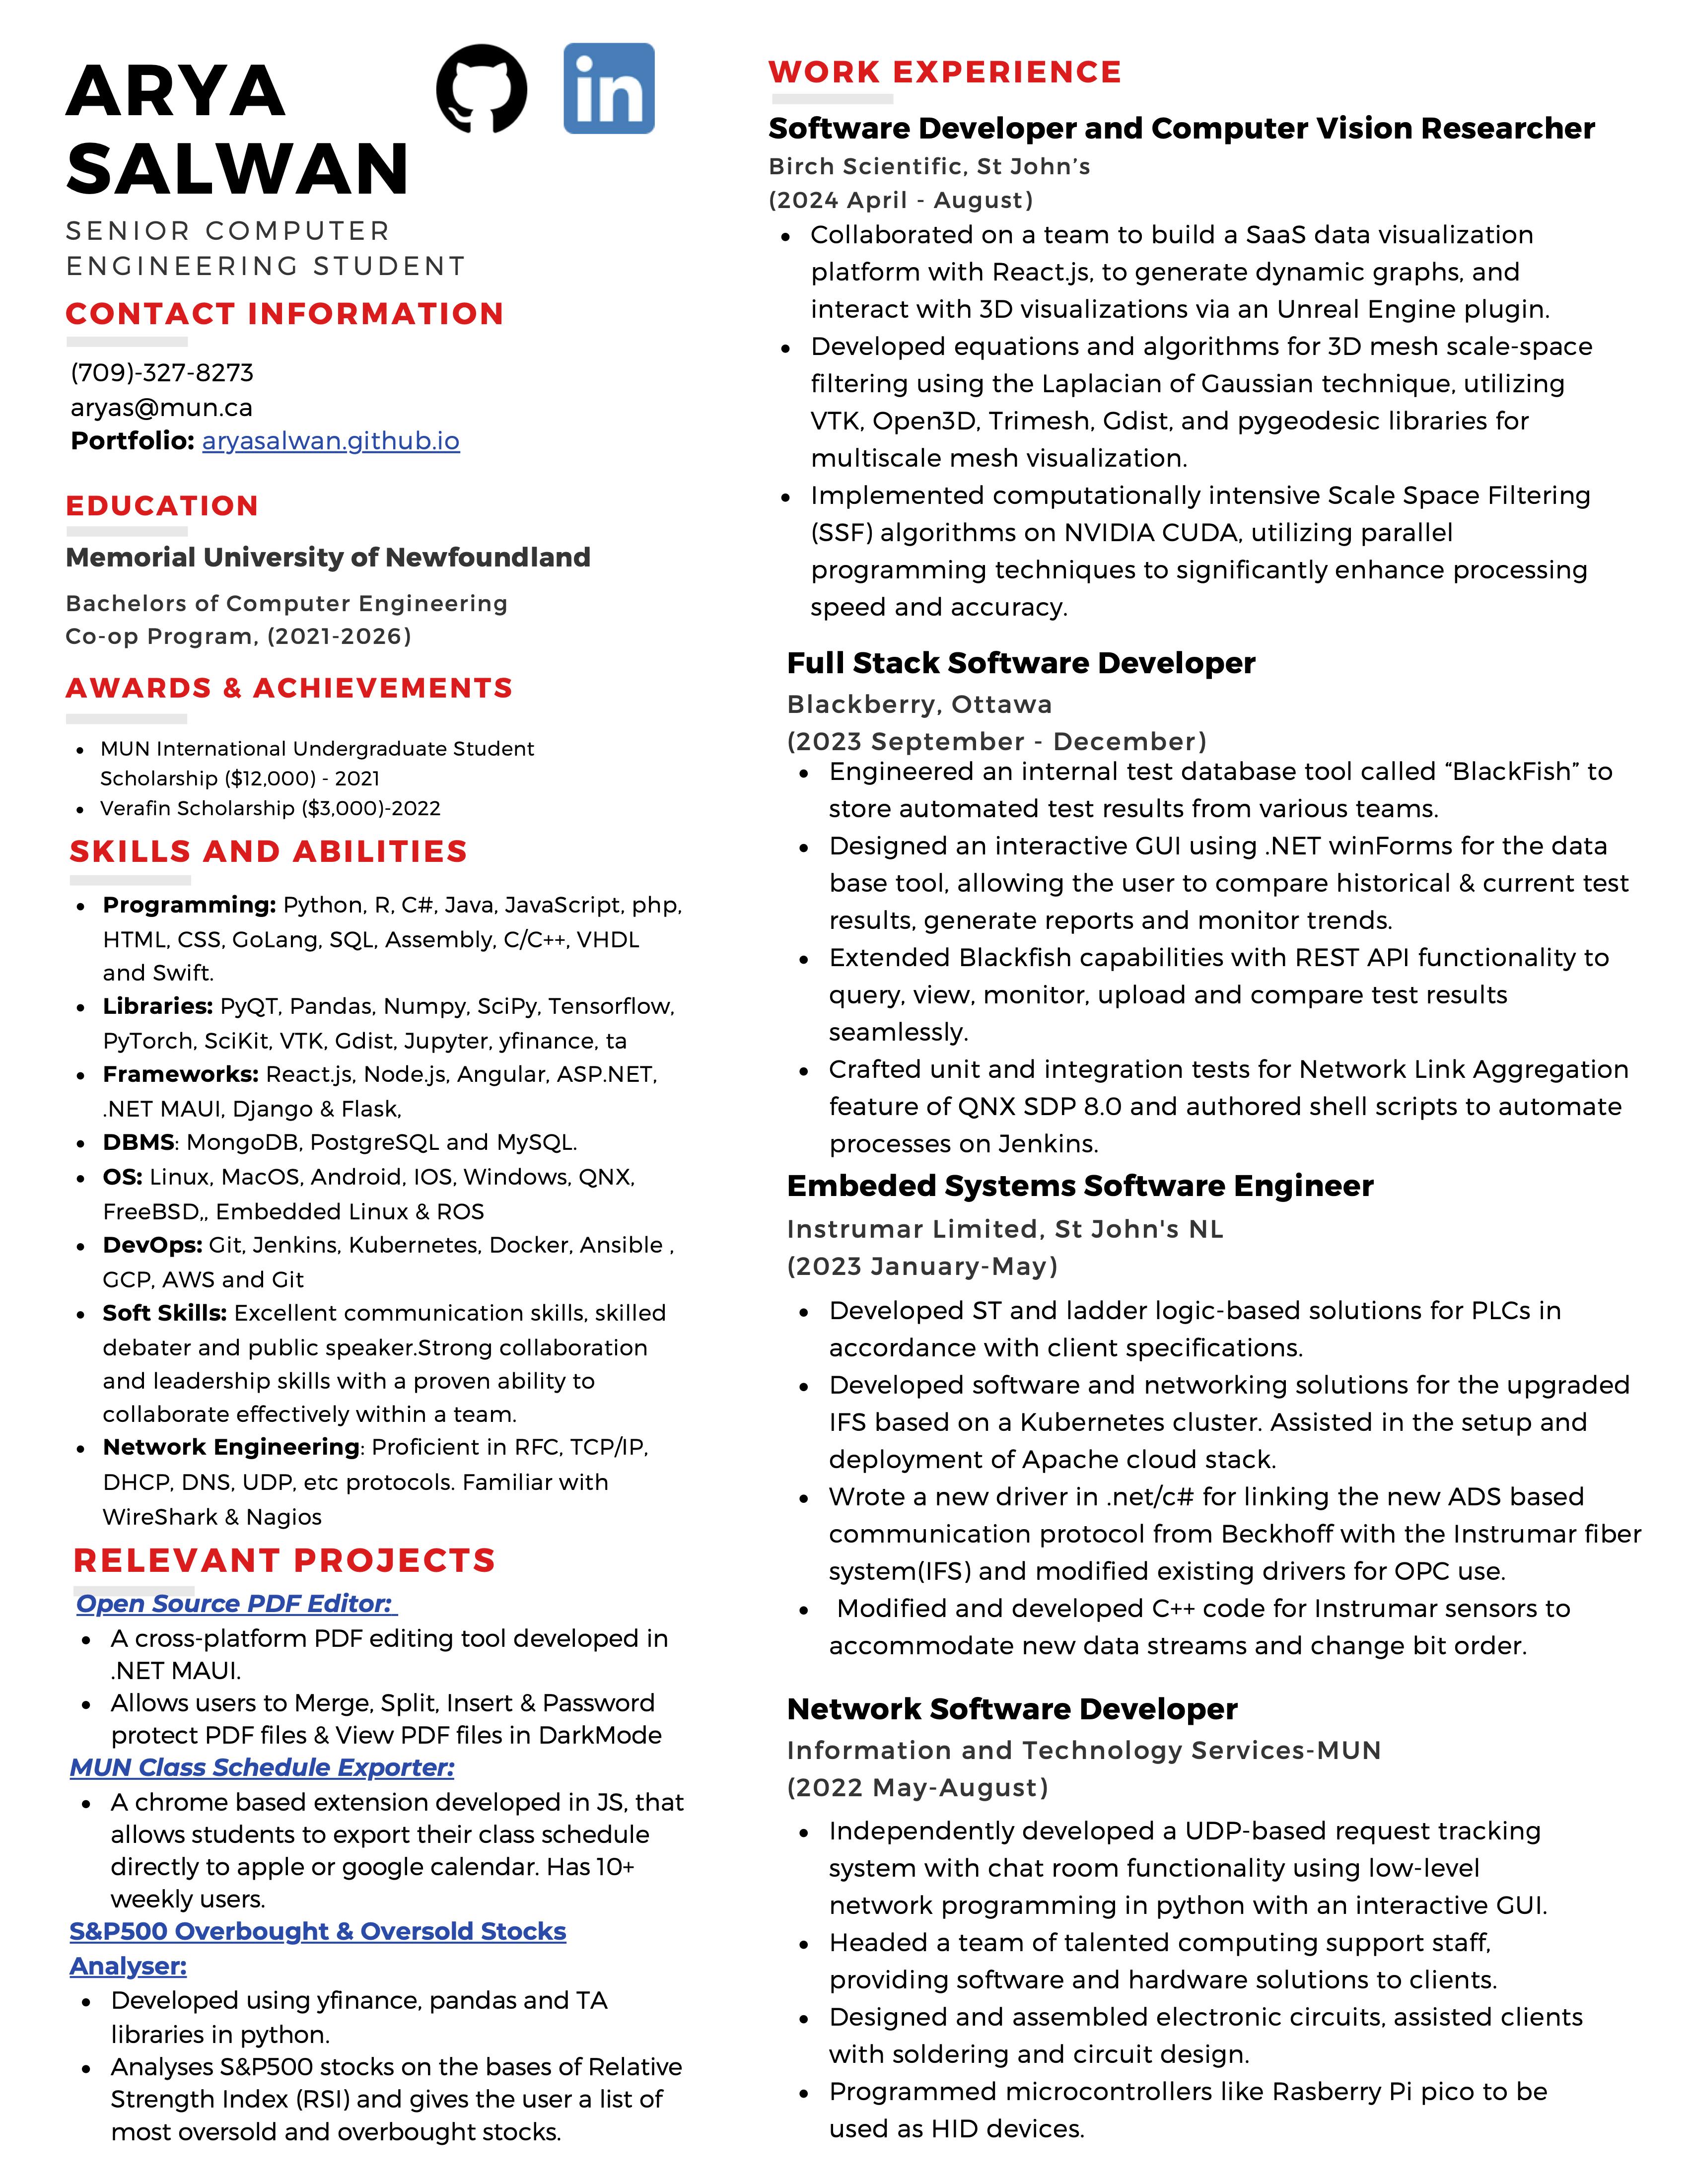 ARYA
SALWAN
in
SENIOR COMPUTER
ENGINEERING STUDENT
CONTACT INFORMATION
(709)-327-8273
aryas@mun.ca
Portfolio: aryasalwan.github.io
EDUCATION
Memorial University of Newfoundland
Bachelors of Computer Engineering
Co-op Program, (2021-2026)
AWARDS & ACHIEVEMENTS
• MUN International Undergraduate Student
Scholarship ($12,000) - 2021
• Verafin Scholarship ($3,000)-2022
SKILLS AND ABILITIES
• Programming: Python, R, C#, Java, JavaScript, php,
HTML, CSS, GoLang, SQL, Assembly, C/C++, VHDL
and Swift.
• Libraries: PyQT, Pandas, Numpy, SciPy, Tensorflow,
PyTorch, SciKit, VTK, Gdist, Jupyter, yfinance, ta
• Frameworks: React.js, Node.js, Angular, ASP.NET,
.NET MAUI, Django & Flask,
• DBMS: MongoDB, PostgreSQL and MySQL.
• OS: Linux, MacOS, Android, IOS, Windows, QNX,
FreeBSD,, Embedded Linux & ROS
• DevOps: Git, Jenkins, Kubernetes, Docker, Ansible ,
GCP, AWS and Git
• Soft Skills: Excellent communication skills, skilled
debater and public speaker.Strong collaboration
and leadership skills with a proven ability to
collaborate effectively within a team.
• Network Engineering: Proficient in RFC, TCP/IP,
DHCP, DNS, UDP, etc protocols. Familiar with
WireShark & Nagios
RELEVANT PROJECTS
Open Source PDF Editor:
• A cross-platform PDF editing tool developed in
.NET MAUI.
• Allows users to Merge, Split, Insert & Password
protect PDF files & View PDF files in DarkMode
MUN Class Schedule Exporter:
• A chrome based extension developed in JS, that
allows students to export their class schedule
directly to apple or google calendar. Has 10+
weekly users.
S&P500 Overbought & Oversold Stocks
Analyser:
• Developed using yfinance, pandas and TA
libraries in python.
• Analyses S&P500 stocks on the bases of Relative
Strength Index (RSI) and gives the user a list of
most oversold and overbought stocks.
WORK EXPERIENCE
Software Developer and Computer Vision Researcher
Birch Scientific, St John’s
(2024 April - August)
• Collaborated on a team to build a SaaS data visualization
platform with React.js, to generate dynamic graphs, and
interact with 3D visualizations via an Unreal Engine plugin.
• Developed equations and algorithms for 3D mesh scale-space
filtering using the Laplacian of Gaussian technique, utilizing
VTK, Open3D, Trimesh, Gdist, and pygeodesic libraries for
multiscale mesh visualization.
• Implemented computationally intensive Scale Space Filtering
(SSF) algorithms on NVIDIA CUDA, utilizing parallel
programming techniques to significantly enhance processing
speed and accuracy.
Full Stack Software Developer
Blackberry, Ottawa
(2023 September - December)
• Engineered an internal test database tool called “BlackFish” to
store automated test results from various teams.
• Designed an interactive GUI using .NET winForms for the data
base tool, allowing the user to compare historical & current test
results, generate reports and monitor trends.
• Extended Blackfish capabilities with REST API functionality to
query, view, monitor, upload and compare test results
seamlessly.
• Crafted unit and integration tests for Network Link Aggregation
feature of QNX SDP 8.0 and authored shell scripts to automate
processes on Jenkins.
Embeded Systems Software Engineer
Instrumar Limited, St John's NL
(2023 January-May)
• Developed ST and ladder logic-based solutions for PLCs in
accordance with client specifications.
• Developed software and networking solutions for the upgraded
IFS based on a Kubernetes cluster. Assisted in the setup and
deployment of Apache cloud stack.
• Wrote a new driver in .net/c# for linking the new ADS based
communication protocol from Beckhoff with the Instrumar fiber
system(IFS) and modified existing drivers for OPC use.
• Modified and developed C++ code for Instrumar sensors to
accommodate new data streams and change bit order.
Network Software Developer
Information and Technology Services-MUN
(2022 May-August)
• Independently developed a UDP-based request tracking
system with chat room functionality using low-level
network programming in python with an interactive GUI.
• Headed a team of talented computing support staff,
providing software and hardware solutions to clients.
• Designed and assembled electronic circuits, assisted clients
with soldering and circuit design.
• Programmed microcontrollers like Rasberry Pi pico to be
used as HID devices.